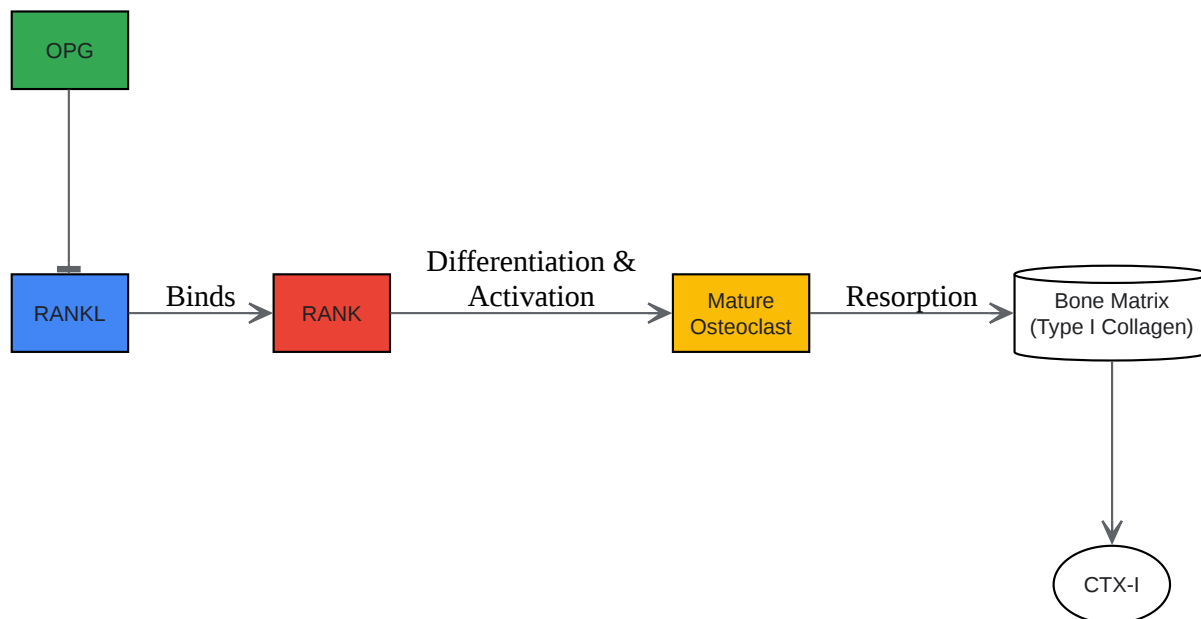 OPG
Differentiation &
Activation
RANKL
Binds
RANK
Mature
Osteoclast
Resorption
Bone Matrix
(Type I Collagen)
CTX-I